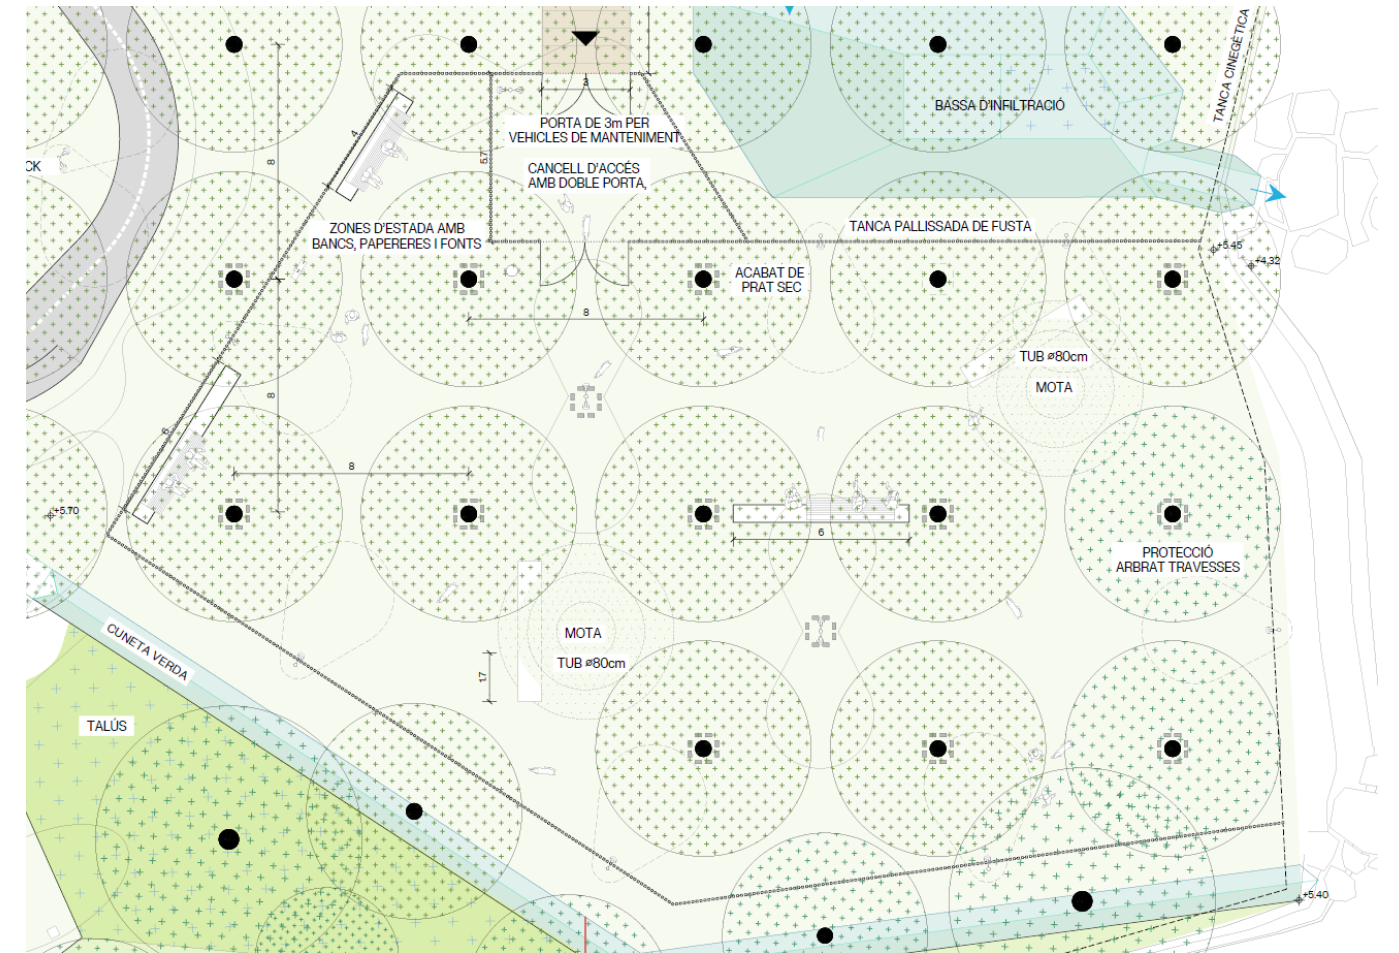 TANCA CINEGÈTICA
3
BASSA D'INFILTRACIÓ
PORTA DE 3m PER
VEHICLES DE MANTENIMENT
4
8
5.7
CK
CANCELL D'ACCÉS
AMB DOBLE PORTA,
ZONES D'ESTADA AMB
BANCS, PAPERERES I FONTS
TANCA PALLISSADA DE FUSTA
+5.45
+4.32
ACABAT DE
PRAT SEC
8
TUB ⌀80cm
MOTA
8
6
8
+5.70
6
PROTECCIÓ
ARBRAT TRAVESSES
CUNETA VERDA
MOTA
TUB ⌀80cm
1.7
TALÚS
+5.40